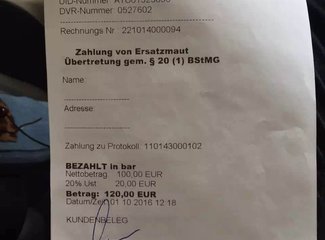 DVR-Nummer 0527602
Rechnungs Nr. 221014000094
Zahlung von Ersatzmaut
Übertretung gem. § 20 (1) BStMG
Name:
Adresse:
Zahlung zu Protokoll: 110143000102
BEZAHLT in bar
Nettobetrag: 100,00 EUR
20% Ust 20,00 EUR
Betrag: 120,00 EUR
Datum/Zeit: 01 10 2016 12 18
KUNDENBELEG